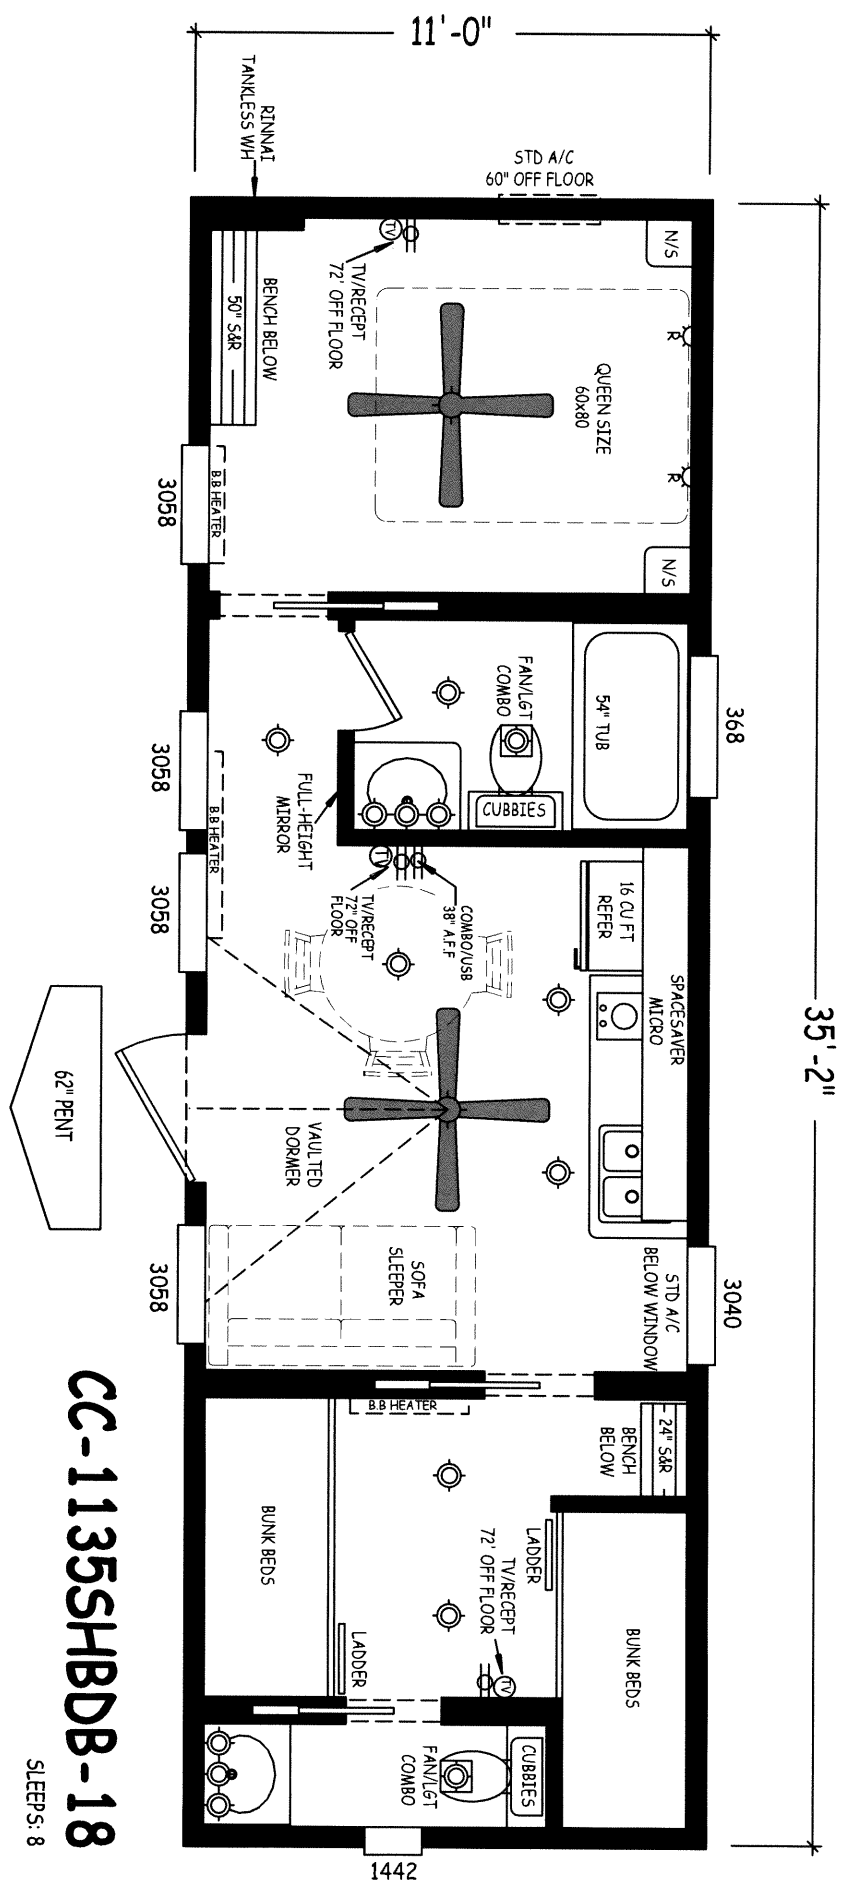 11'-0"
RINNAI
TANKLESS WH
STD A/C
60" OFF FLOOR
N/S
TV
TV/RECEPT
72' OFF FLOOR
BENCH BELOW
50" S&R
R
QUEEN SIZE
60x80
R
B.B HEATER
3058
N/S
FAN/LGT
COMBO
54" TUB
368
CUBBIES
3058
B.B HEATER
FULL-HEIGHT
MIRROR
TV
TV/RECEPT
72" OFF
FLOOR
COMBO/USB
38" A.F.F
16 CU FT
REFER
3058
SPACESAVER
MICRO
35'-2"
62" PENT
VAULTED
DORMER
SOFA
SLEEPER
STD A/C
BELOW WINDOW
3040
3058
B.B HEATER
24" S&R
BENCH
BELOW
BUNK BEDS
LADDER
TV/RECEPT
72' OFF FLOOR
TV
LADDER
BUNK BEDS
FAN/LGT
COMBO
CUBBIES
1442
CC-1135SHBDB-18
SLEEPS: 8